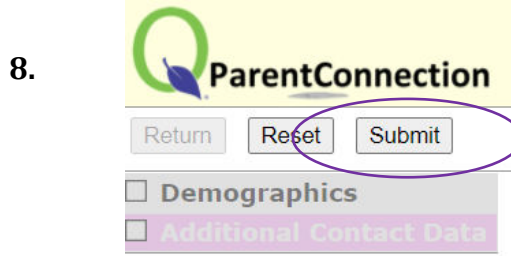 8.
ParentConnection
Return Reset Submit
Demographics
Additional Contact Data